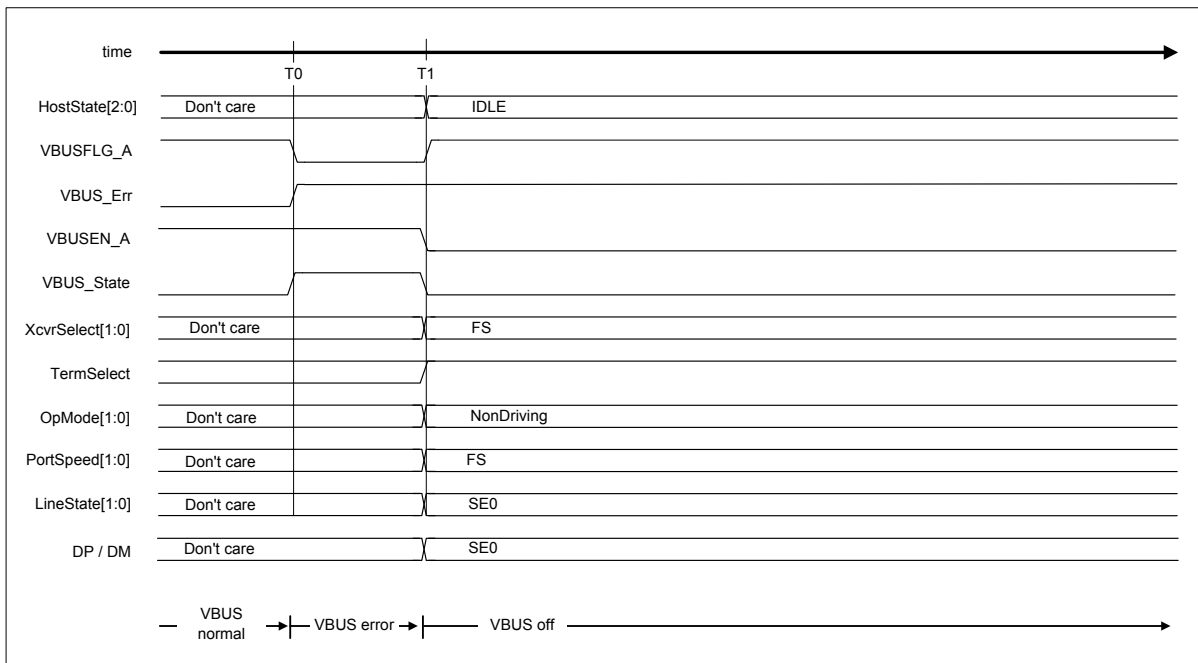 time
T0 T1
HostState[2:0] Don't care IDLE
VBUSFLG_A
VBUS_Err
VBUSEN_A
VBUS_State
XcvrSelect[1:0] Don't care FS
TermSelect
OpMode[1:0] Don't care NonDriving
PortSpeed[1:0] Don't care FS
LineState[1:0] Don't care SE0
DP / DM Don't care SE0
VBUS
normal
VBUS error
VBUS off